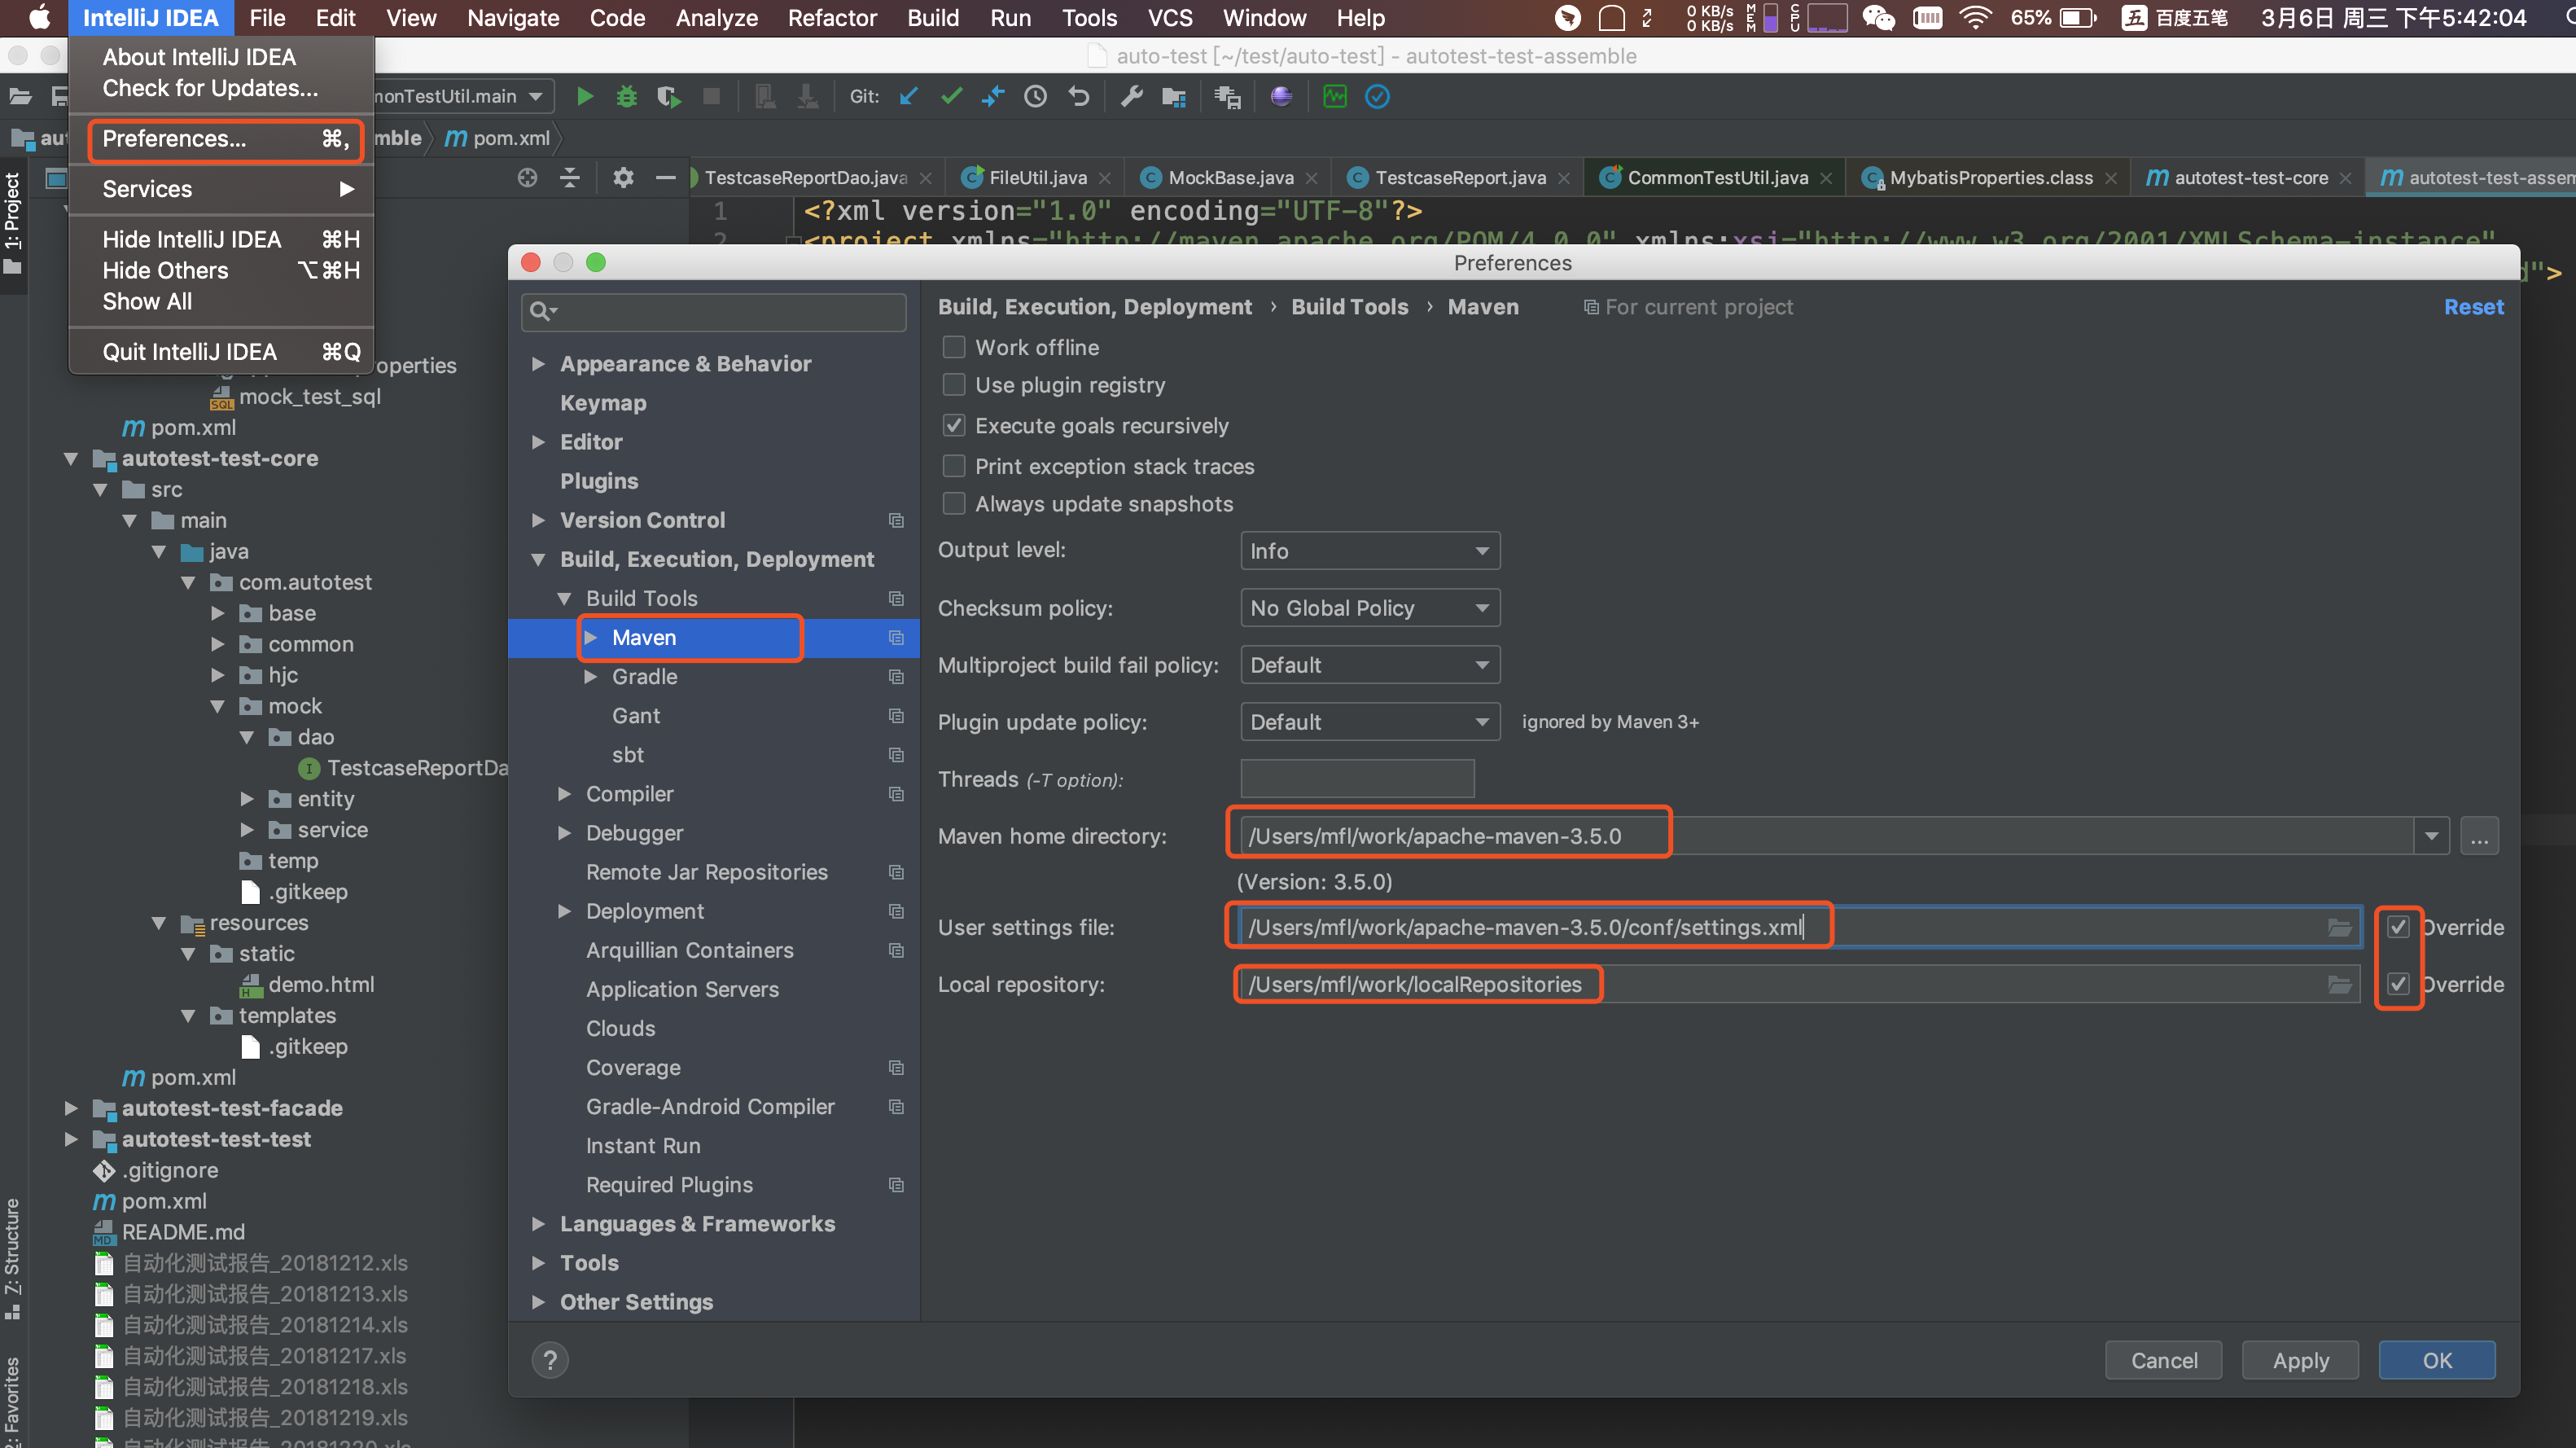 IntelliJ IDEA File Edit View Navigate Code Analyze Refactor Build Run Tools VCS Window Help 0 KB/s 0 KB/s MEM CPU 65% 五 百度五笔 3月6日 周三 下午5:42:04
About IntelliJ IDEA
Check for Updates...
Preferences... ⌘,
Services
Hide IntelliJ IDEA ⌘H
Hide Others ⌥⌘H
Show All
Quit IntelliJ IDEA ⌘Q
auto-test [~/test/auto-test] - autotest-test-assemble
monTestUtil.main Git:
aut mble pom.xml
TestcaseReportDao.java FileUtil.java MockBase.java TestcaseReport.java CommonTestUtil.java MybatisProperties.class autotest-test-core autotest-test-assem
1 <?xml version="1.0" encoding="UTF-8"?>
2 <project xmlns="http://maven.apache.org/POM/4.0.0" xmlns:xsi="http://www.w3.org/2001/XMLSchema-instance"
d">
1: Project
operties
mock_test_sql
pom.xml
autotest-test-core
src
main
java
com.autotest
base
common
hjc
mock
dao
TestcaseReportDa
entity
service
temp
.gitkeep
resources
static
demo.html
templates
.gitkeep
pom.xml
autotest-test-facade
autotest-test-test
.gitignore
pom.xml
README.md
自动化测试报告_20181212.xls
自动化测试报告_20181213.xls
自动化测试报告_20181214.xls
自动化测试报告_20181217.xls
自动化测试报告_20181218.xls
自动化测试报告_20181219.xls
自动化测试报告_20181220.xls
Z: Structure
2: Favorites
Preferences
Appearance & Behavior
Keymap
Editor
Plugins
Version Control
Build, Execution, Deployment
Build Tools
Maven
Gradle
Gant
sbt
Compiler
Debugger
Remote Jar Repositories
Deployment
Arquillian Containers
Application Servers
Clouds
Coverage
Gradle-Android Compiler
Instant Run
Required Plugins
Languages & Frameworks
Tools
Other Settings
Build, Execution, Deployment › Build Tools › Maven For current project Reset
Work offline
Use plugin registry
Execute goals recursively
Print exception stack traces
Always update snapshots
Output level: Info
Checksum policy: No Global Policy
Multiproject build fail policy: Default
Plugin update policy: Default ignored by Maven 3+
Threads (-T option):
Maven home directory: /Users/mfl/work/apache-maven-3.5.0 ...
(Version: 3.5.0)
User settings file: /Users/mfl/work/apache-maven-3.5.0/conf/settings.xml Override
Local repository: /Users/mfl/work/localRepositories Override
? Cancel Apply OK